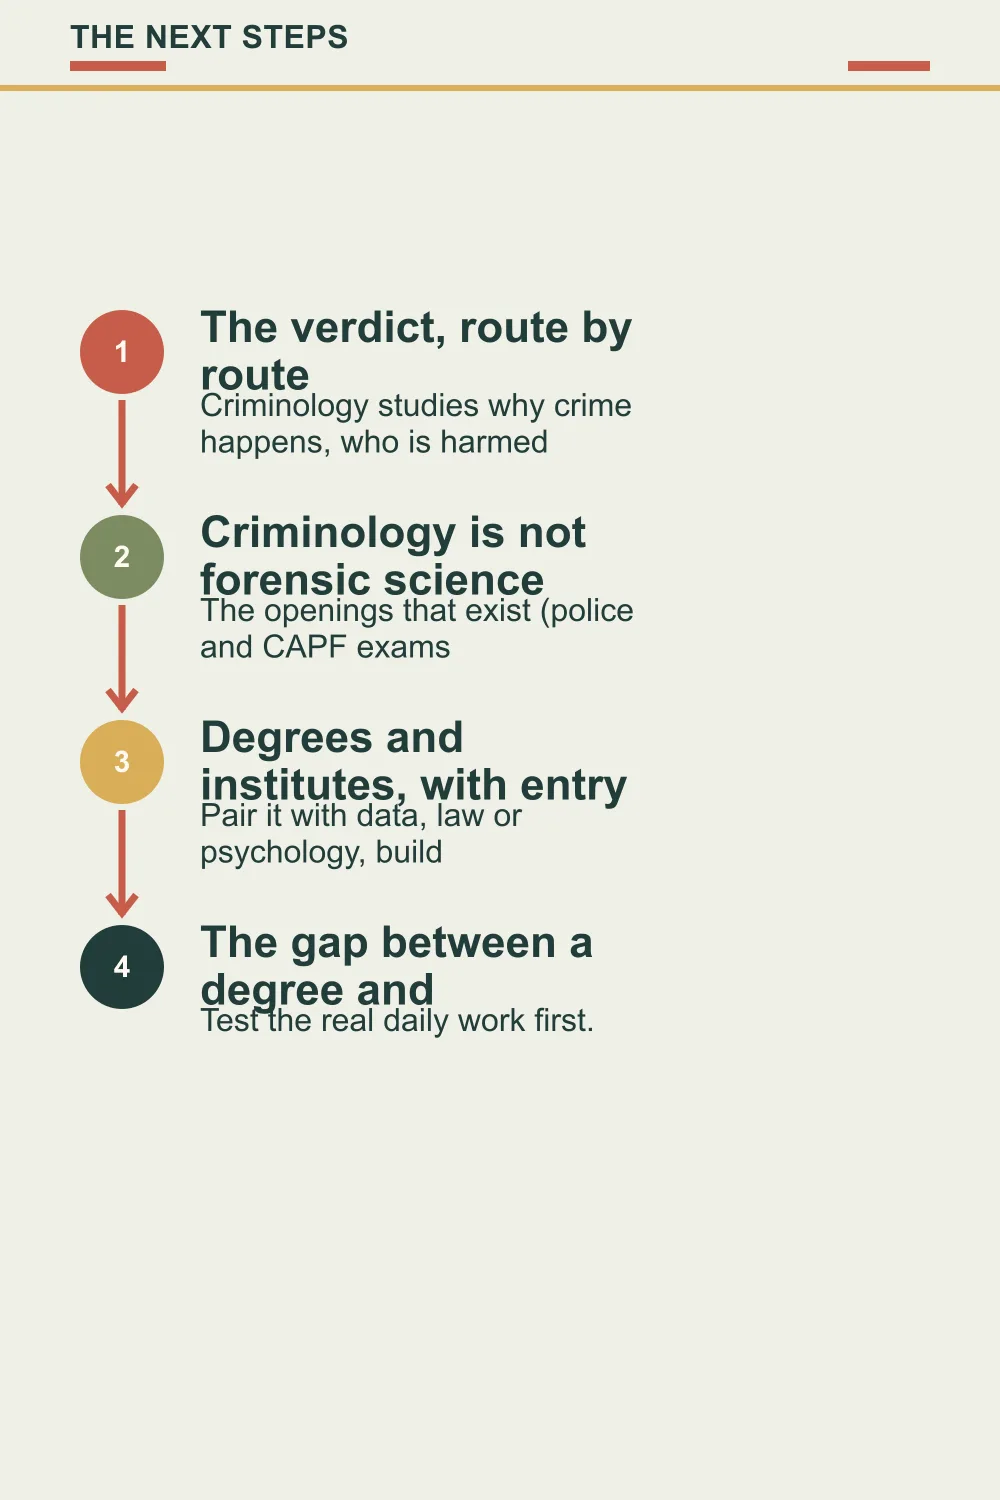 THE NEXT STEPS
1
The verdict, route by
route
Criminology studies why crime
happens, who is harmed
2
Criminology is not
forensic science
The openings that exist (police
and CAPF exams
3
Degrees and
institutes, with entry
Pair it with data, law or
psychology, build
4
The gap between a
degree and
Test the real daily work first.